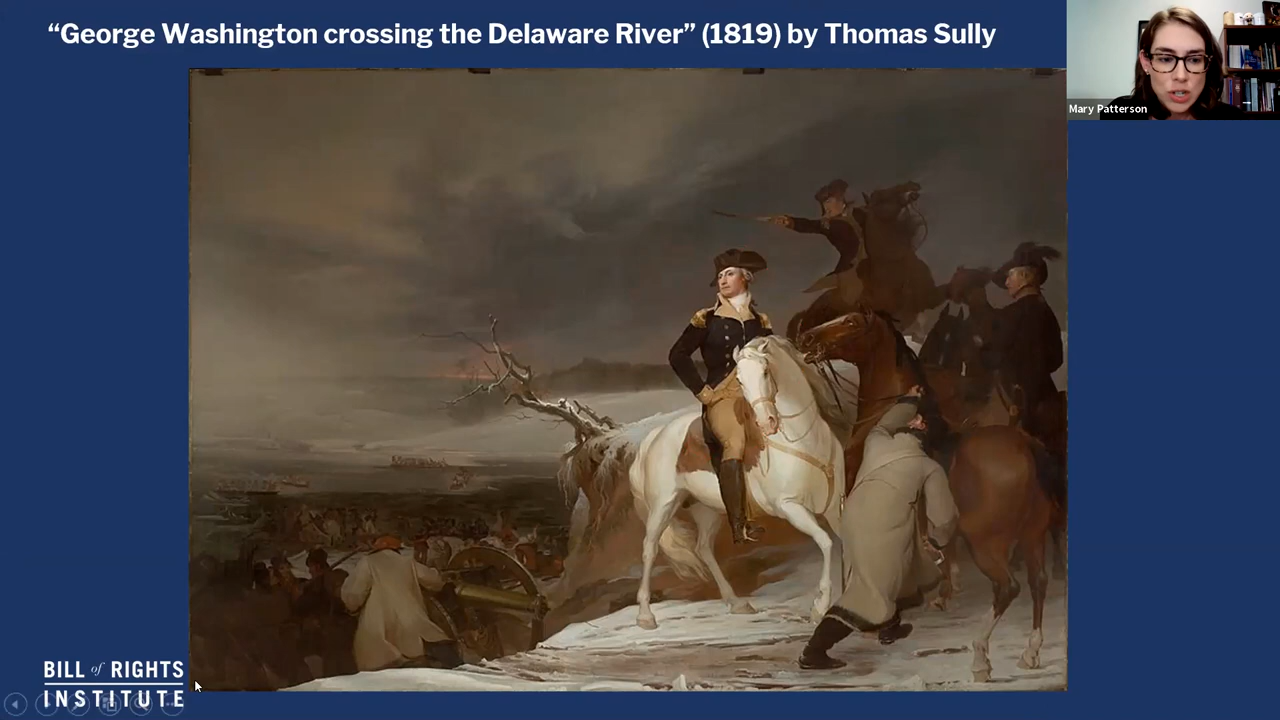 “George Washington crossing the Delaware River” (1819) by Thomas Sully
Mary Patterson
BILL of RIGHTS
INSTITUTE